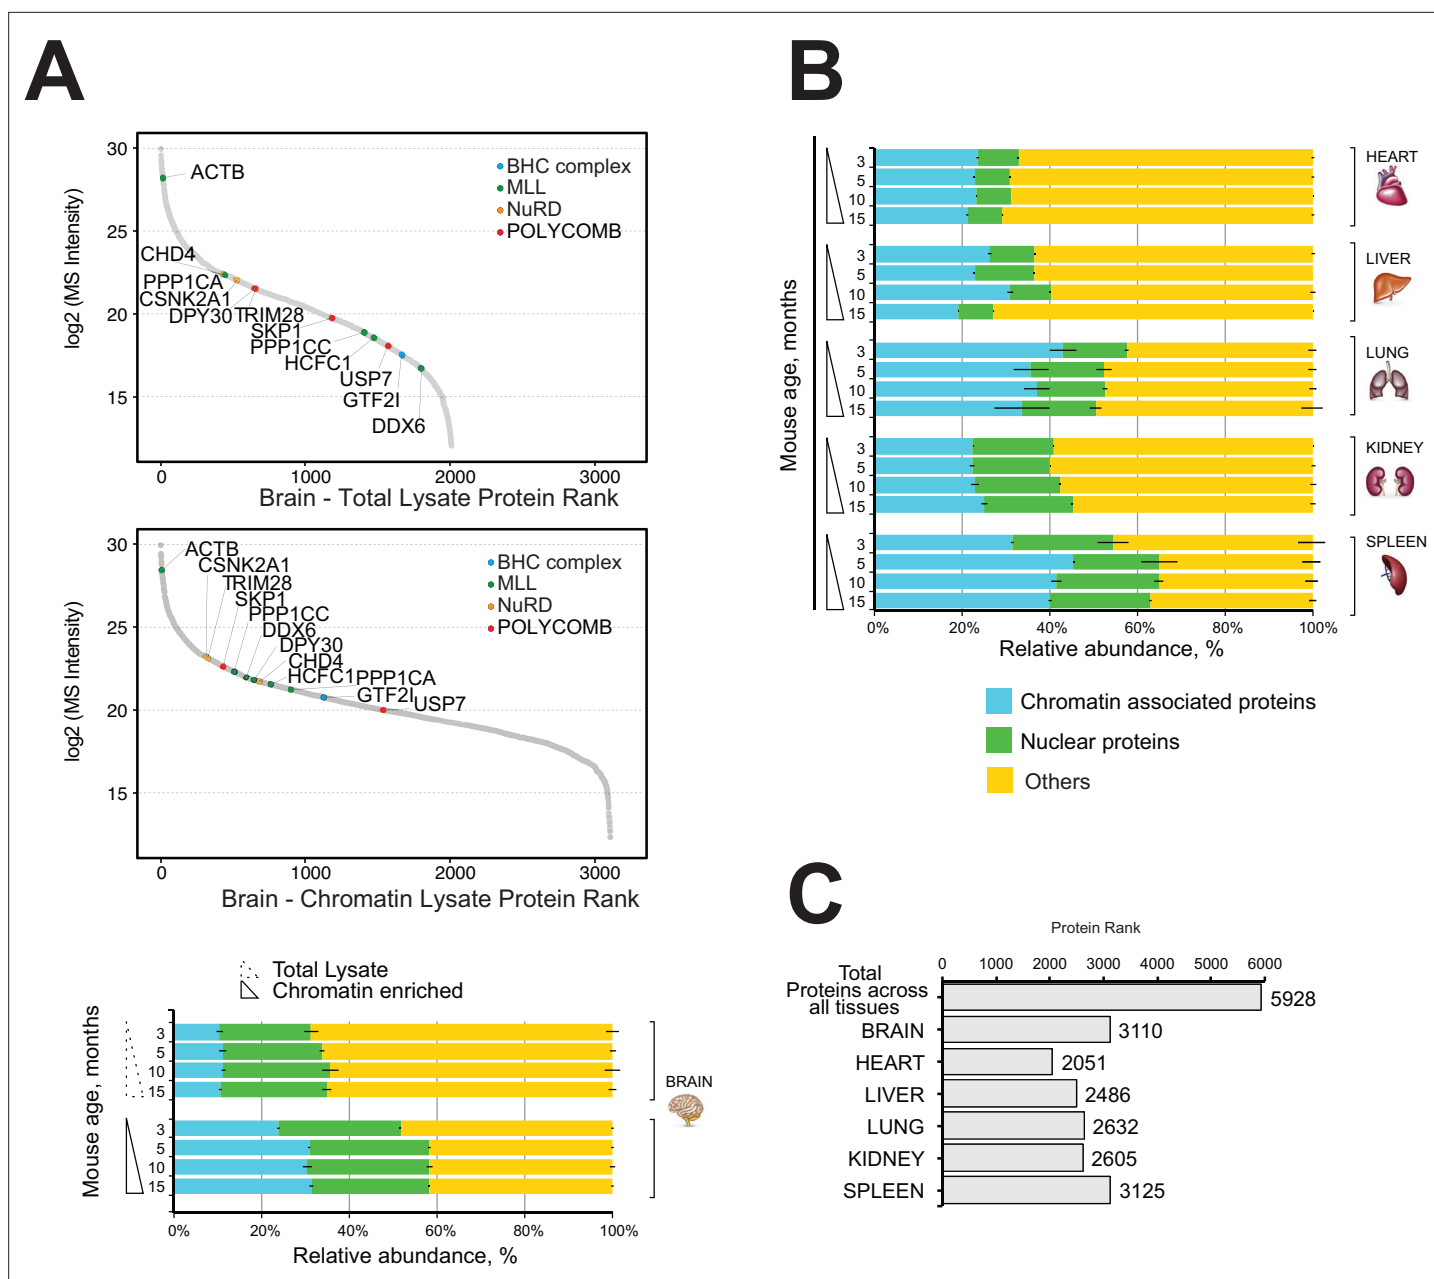 A
30
25
20
15
log2 (MS Intensity)
ACTB
BHC complex
MLL
NuRD
POLYCOMB
CHD4
PPP1CA
CSNK2A1
DPY30
TRIM28
SKP1
PPP1CC
HCFC1
USP7
GTF2I
DDX6
0 1000 2000 3000
Brain - Total Lysate Protein Rank
30
25
20
15
log2 (MS Intensity)
ACTB
CSNK2A1
TRIM28
SKP1
PPP1CC
DDX6
DPY30
CHD4
HCFC1
PPP1CA
GTF2I
USP7
BHC complex
MLL
NuRD
POLYCOMB
0 1000 2000 3000
Brain - Chromatin Lysate Protein Rank
Total Lysate
Chromatin enriched
Mouse age, months
3
5
10
15
3
5
10
15
BRAIN
0% 20% 40% 60% 80% 100%
Relative abundance, %
B
Mouse age, months
3
5
10
15
HEART
3
5
10
15
LIVER
3
5
10
15
LUNG
3
5
10
15
KIDNEY
3
5
10
15
SPLEEN
0% 20% 40% 60% 80% 100%
Relative abundance, %
Chromatin associated proteins
Nuclear proteins
Others
C
Protein Rank
0 1000 2000 3000 4000 5000 6000
Total
Proteins across
all tissues
5928
BRAIN 3110
HEART 2051
LIVER 2486
LUNG 2632
KIDNEY 2605
SPLEEN 3125